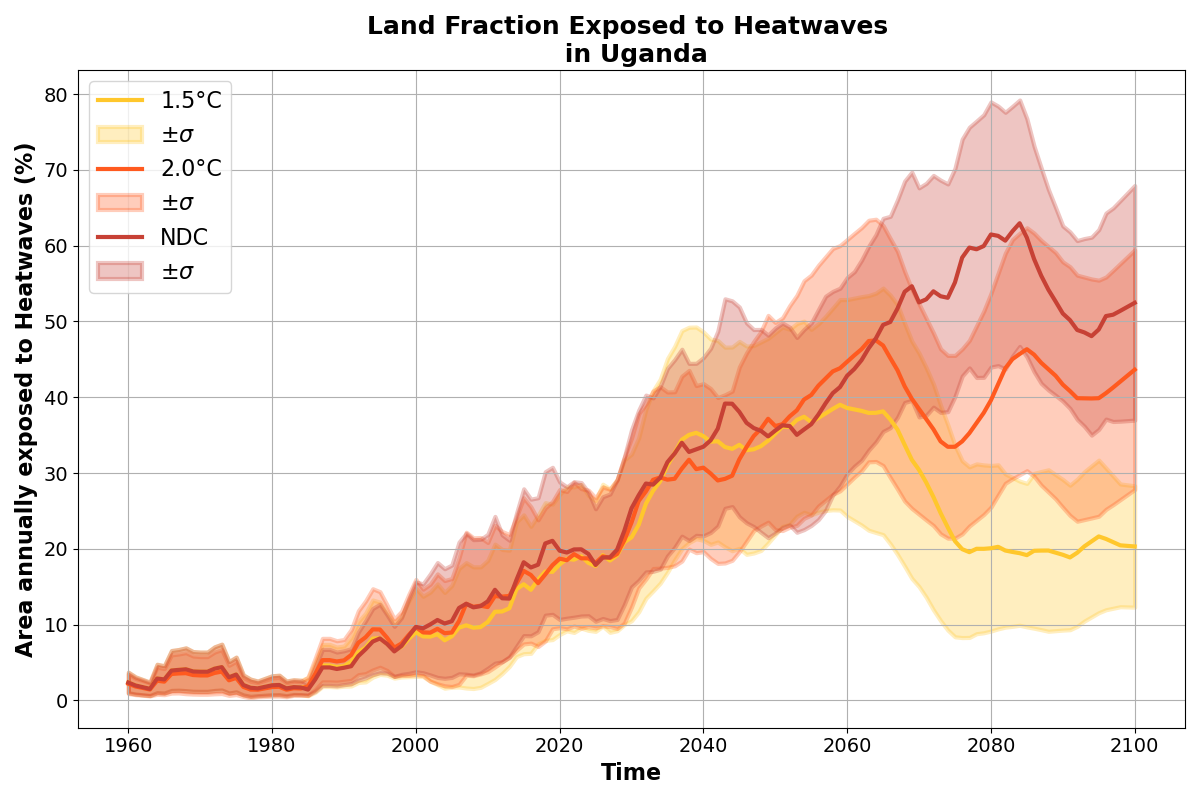 Land Fraction Exposed to Heatwaves
in Uganda
Area annually exposed to Heatwaves (%)
80
70
60
50
40
30
20
10
0
1.5°C
±σ
2.0°C
±σ
NDC
±σ
1960
1980
2000
2020
2040
2060
2080
2100
Time